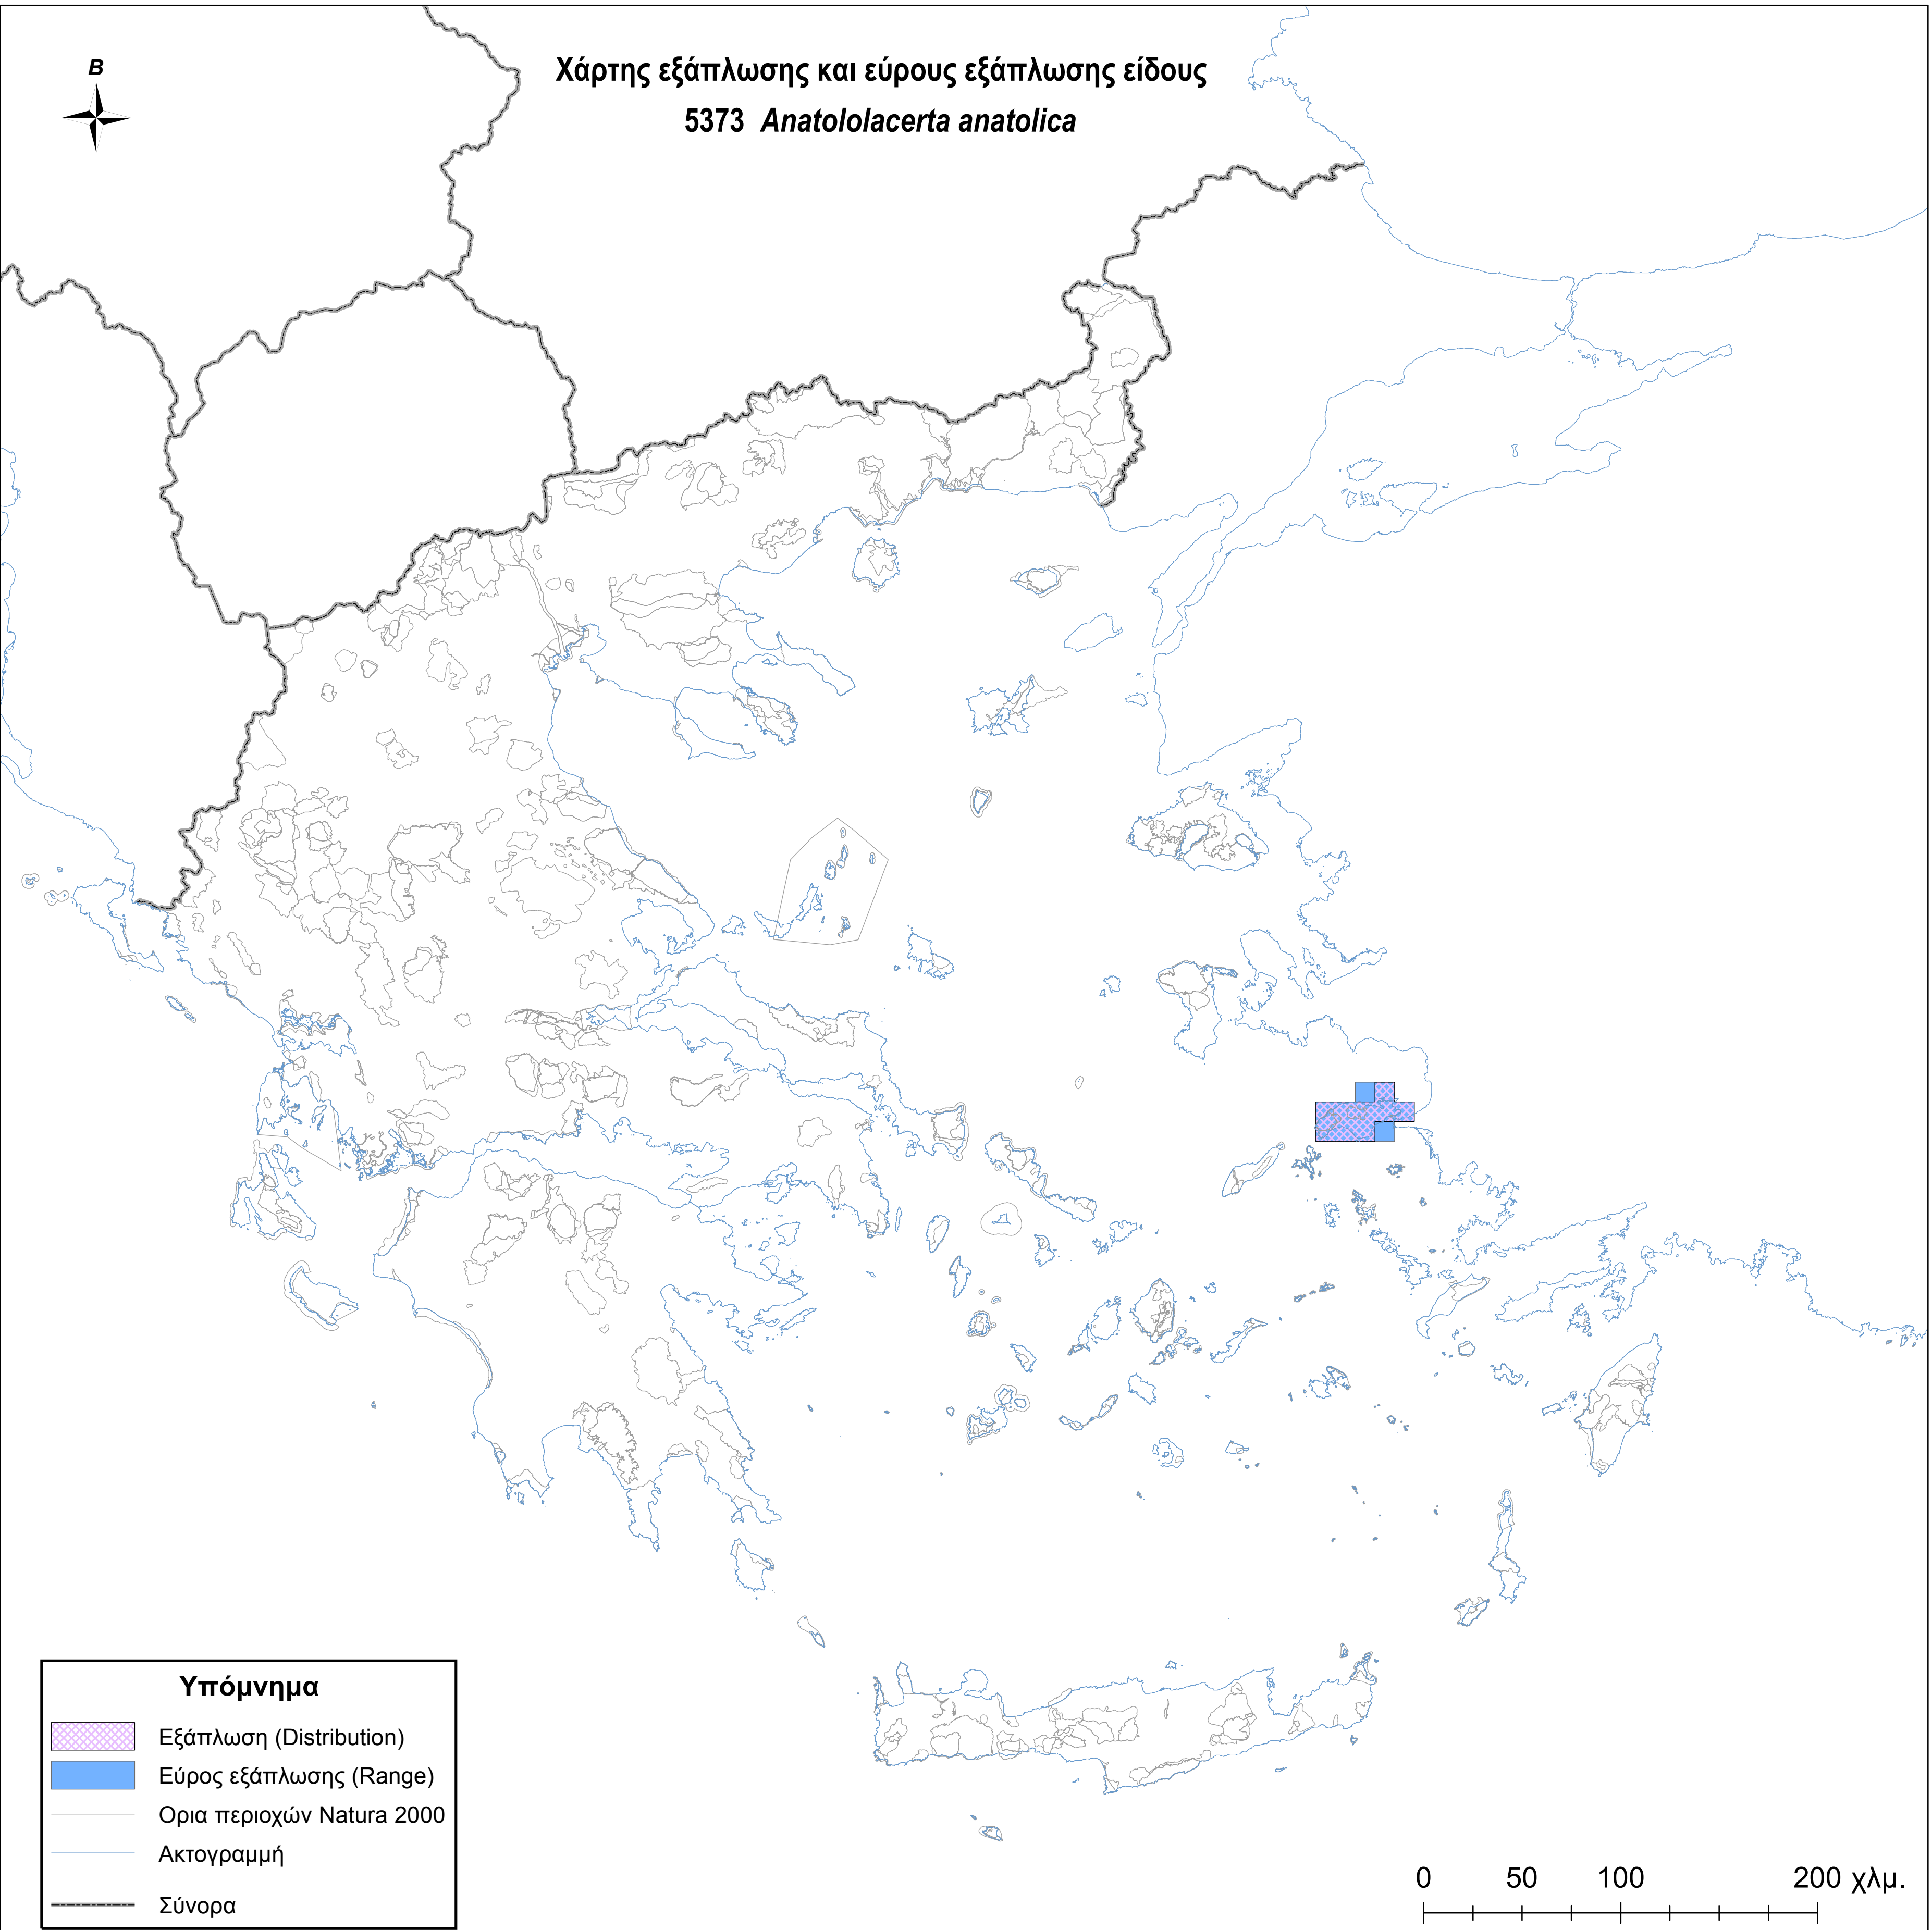 Β
Χάρτης εξάπλωσης και εύρους εξάπλωσης είδους
5373 Anatololacerta anatolica
Υπόμνημα
Εξάπλωση (Distribution)
Εύρος εξάπλωσης (Range)
Ορια περιοχών Natura 2000
Ακτογραμμή
Σύνορα
0 50 100 200 χλμ.